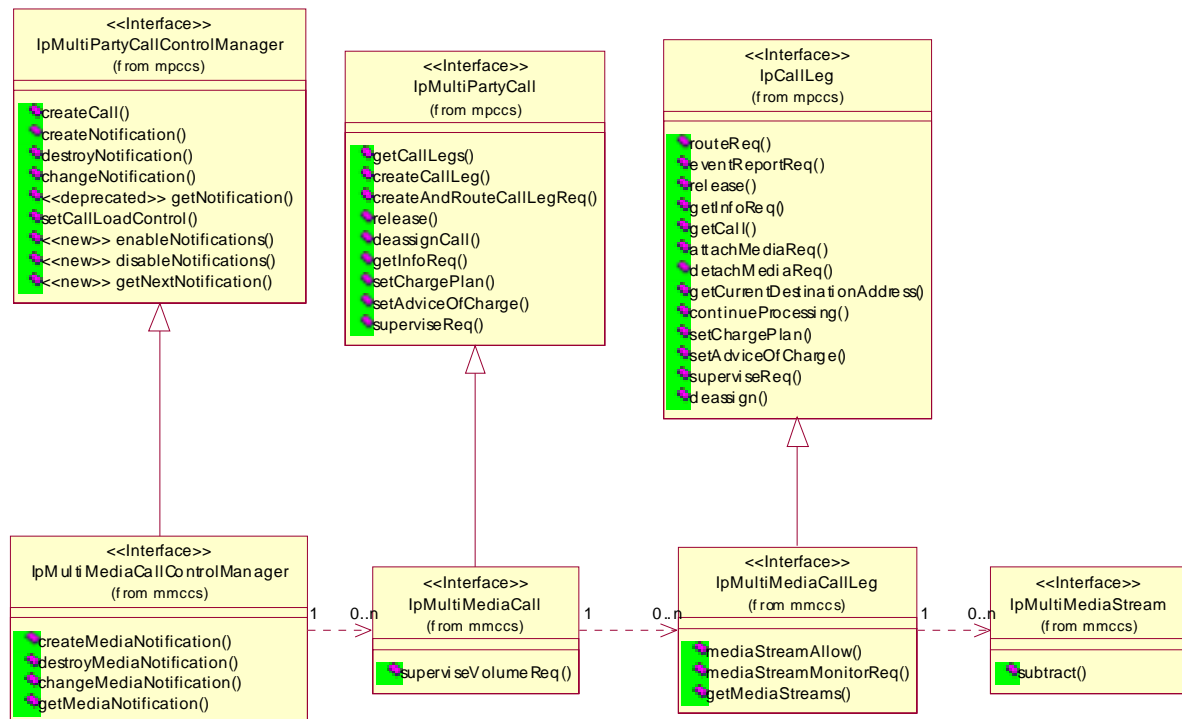 <<Interface>>
IpMultiPartyCallControlManager
(from mpccs)
createCall()
createNotification()
destroyNotification()
changeNotification()
<<deprecated>> getNotification()
setCallLoadControl()
<<new>> enableNotifications()
<<new>> disableNotifications()
<<new>> getNextNotification()
<<Interface>>
IpMultiPartyCall
(from mpccs)
getCallLegs()
createCallLeg()
createAndRouteCallLegReq()
release()
deassignCall()
getInfoReq()
setChargePlan()
setAdviceOfCharge()
superviseReq()
<<Interface>>
IpCallLeg
(from mpccs)
routeReq()
eventReportReq()
release()
getInfoReq()
getCall()
attachMediaReq()
detachMediaReq()
getCurrentDestinationAddress()
continueProcessing()
setChargePlan()
setAdviceOfCharge()
superviseReq()
deassign()
<<Interface>>
IpMultiMediaCallControlManager
(from mmccs)
createMediaNotification()
destroyMediaNotification()
changeMediaNotification()
getMediaNotification()
1
0..n
<<Interface>>
IpMultiMediaCall
(from mmccs)
superviseVolumeReq()
1
0..n
<<Interface>>
IpMultiMediaCallLeg
(from mmccs)
mediaStreamAllow()
mediaStreamMonitorReq()
getMediaStreams()
1
0..n
<<Interface>>
IpMultiMediaStream
(from mmccs)
subtract()